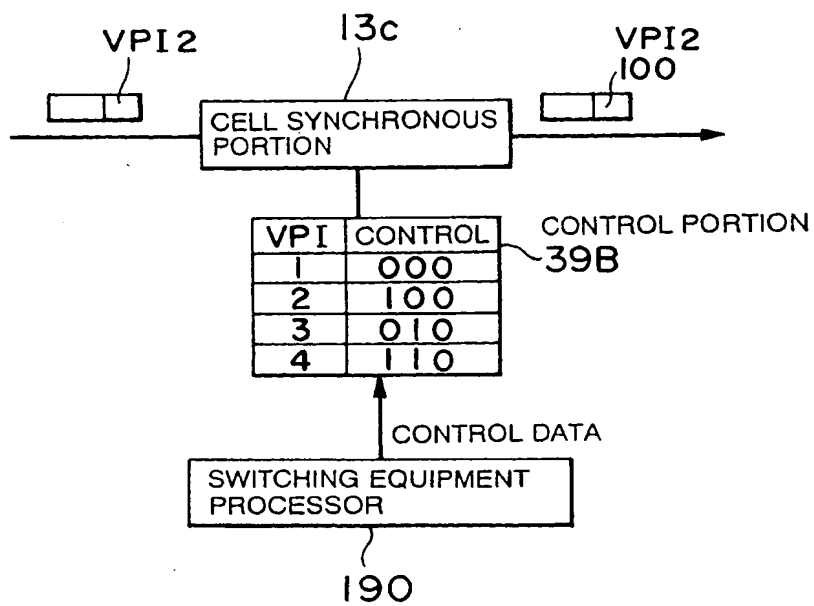 13c
VPI2
VPI2
100
CELL SYNCHRONOUS
PORTION
VPI CONTROL
1 000
2 100
3 010
4 110
CONTROL PORTION
39B
CONTROL DATA
SWITCHING EQUIPMENT
PROCESSOR
190